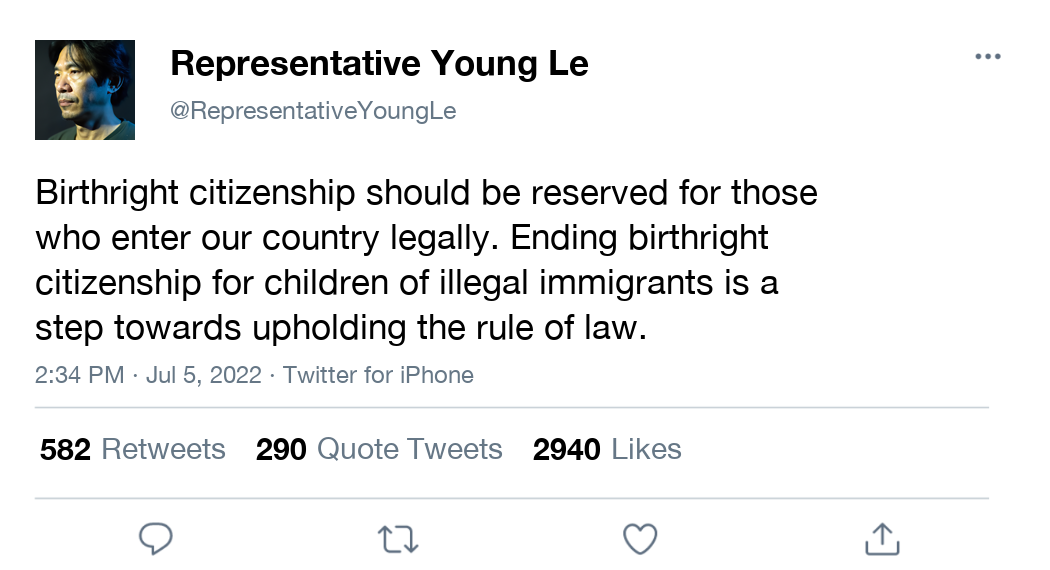 Representative Young Le
@RepresentativeYoungLe
Birthright citizenship should be reserved for those
who enter our country legally. Ending birthright
citizenship for children of illegal immigrants is a
step towards upholding the rule of law.
2:34 PM · Jul 5, 2022 · Twitter for iPhone
582 Retweets 290 Quote Tweets 2940 Likes